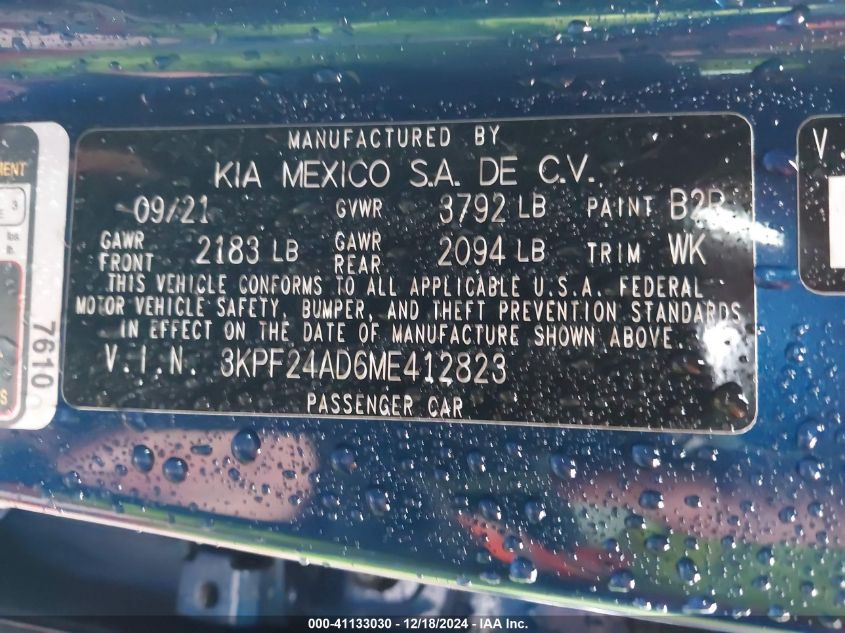 MANUFACTURED BY
KIA MEXICO S.A. DE C.V.
09/21 GVWR 3792 LB PAINT B2R
GAWR FRONT 2183 LB GAWR REAR 2094 LB TRIM WK
THIS VEHICLE CONFORMS TO ALL APPLICABLE U.S.A. FEDERAL
MOTOR VEHICLE SAFETY, BUMPER, AND THEFT PREVENTION STANDARDS
IN EFFECT ON THE DATE OF MANUFACTURE SHOWN ABOVE.
V.I.N. 3KPF24AD6ME412823
PASSENGER CAR
7610
000-41133030 - 12/18/2024 - IAA Inc.